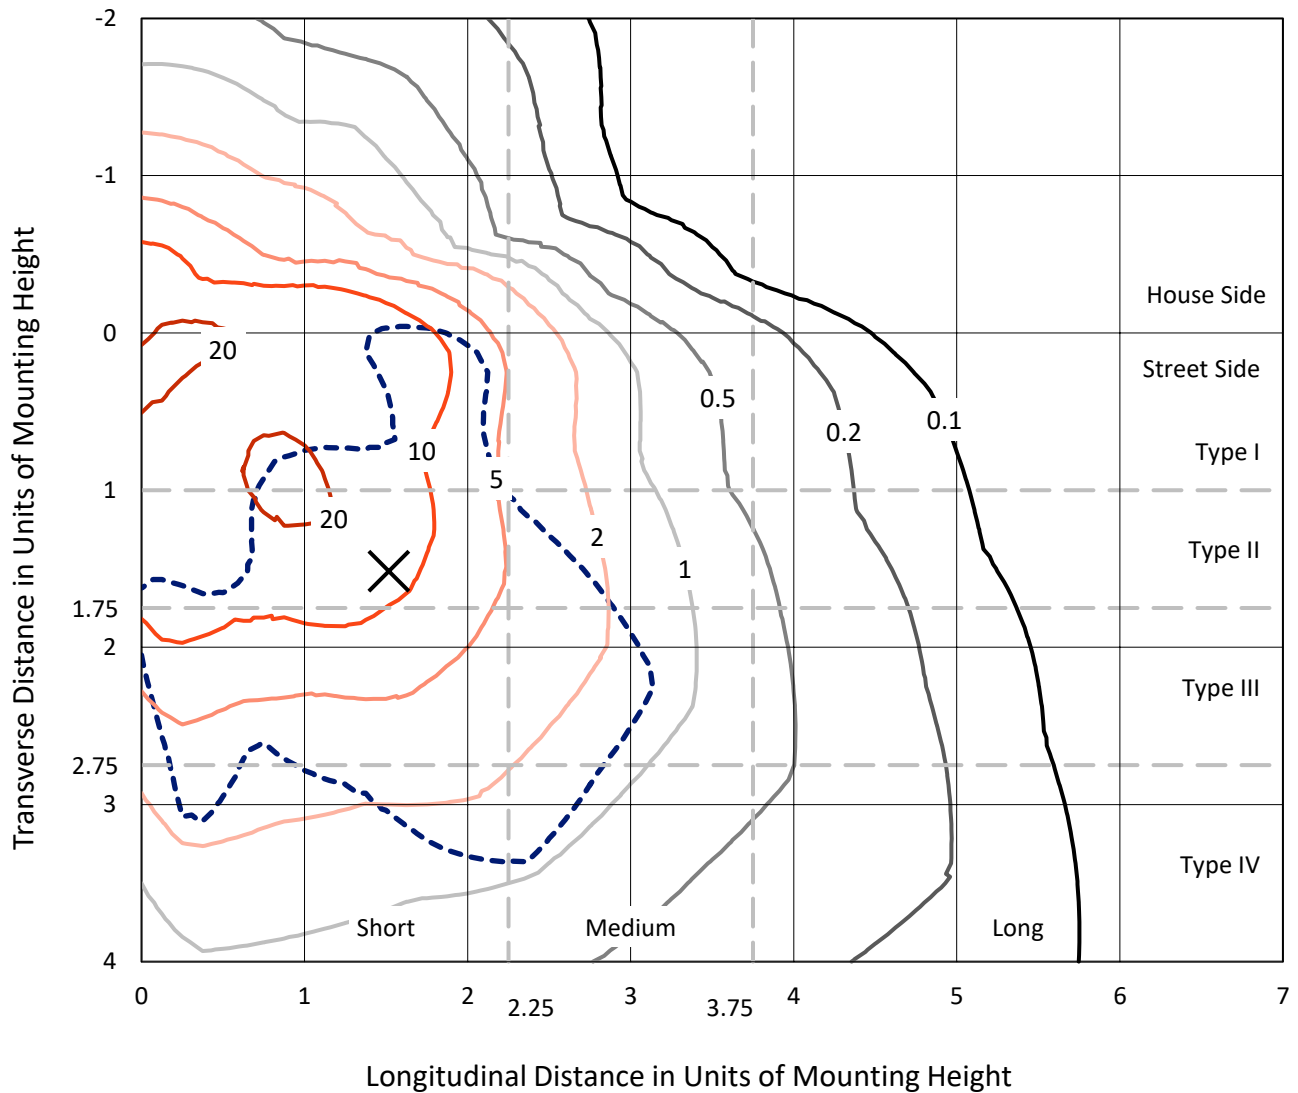 -2
-1
House Side
0
20
Street Side
0.5
0.1
0.2
10
Type I
5
1
20
2
Type II
1
1.75
2
Type III
2.75
3
Type IV
Short
Medium
Long
4
0
1
2
2.25
3
3.75
4
5
6
7
Transverse Distance in Units of Mounting Height
Longitudinal Distance in Units of Mounting Height